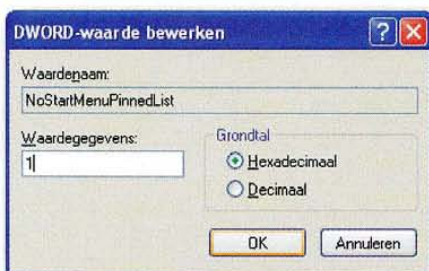 DWORD-waarde bewerken
Waardenaam:
NoStartMenuPinnedList
Waardegegevens:
1
Grondtal
Hexadecimaal
Decimaal
OK
Annuleren